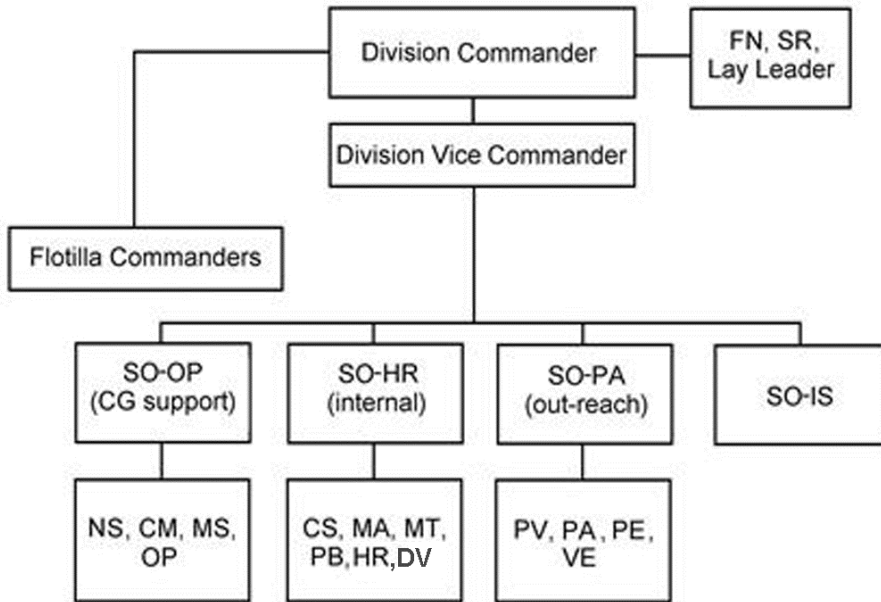 Division Commander
FN, SR,
Lay Leader
Division Vice Commander
Flotilla Commanders
SO-OP
(CG support)
SO-HR
(internal)
SO-PA
(out-reach)
SO-IS
NS, CM, MS,
OP
CS, MA, MT,
PB,HR,DV
PV, PA, PE,
VE